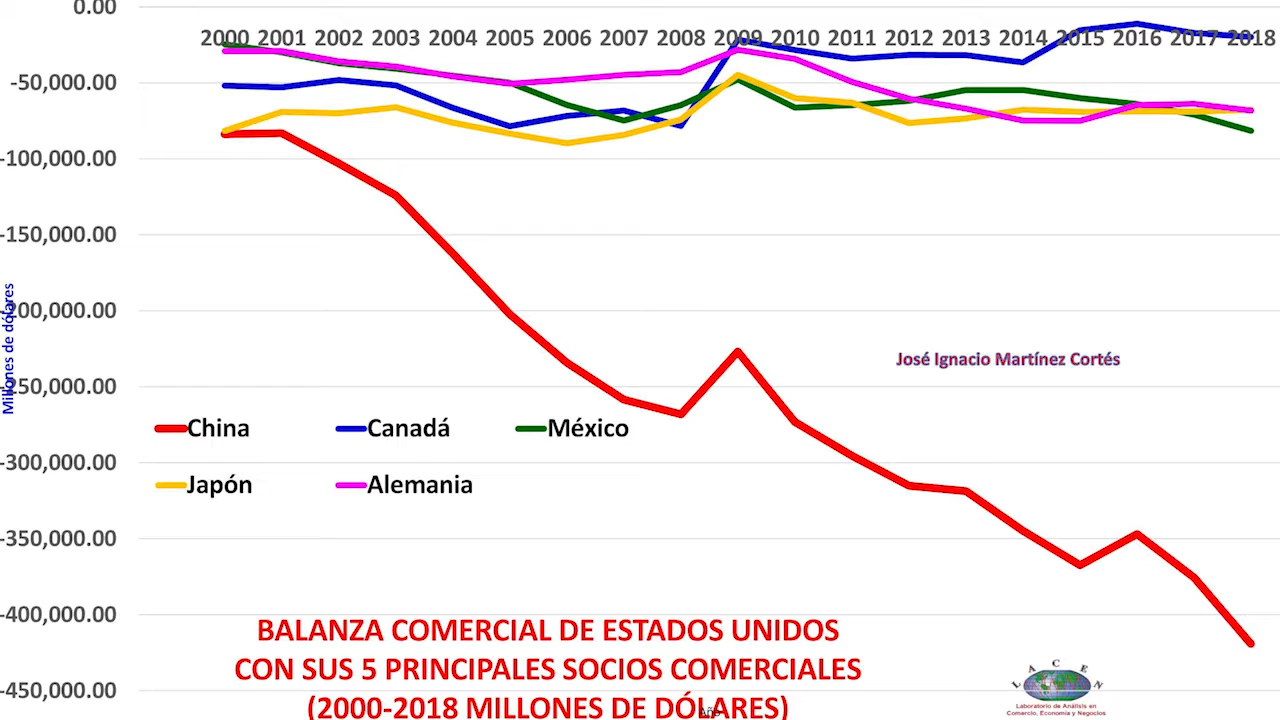 0.00
2000 2001 2002 2003 2004 2005 2006 2007 2008 2009 2010 2011 2012 2013 2014 2015 2016 2017 2018
-50,000.00
-100,000.00
-150,000.00
-200,000.00
-250,000.00
-300,000.00
-350,000.00
-400,000.00
-450,000.00
Millones de dólares
José Ignacio Martínez Cortés
China Canadá México
Japón Alemania
BALANZA COMERCIAL DE ESTADOS UNIDOS
CON SUS 5 PRINCIPALES SOCIOS COMERCIALES
(2000-2018 MILLONES DE DÓLARES)
Año
LACEN
Laboratorio de Análisis en
Comercio, Economía y Negocios